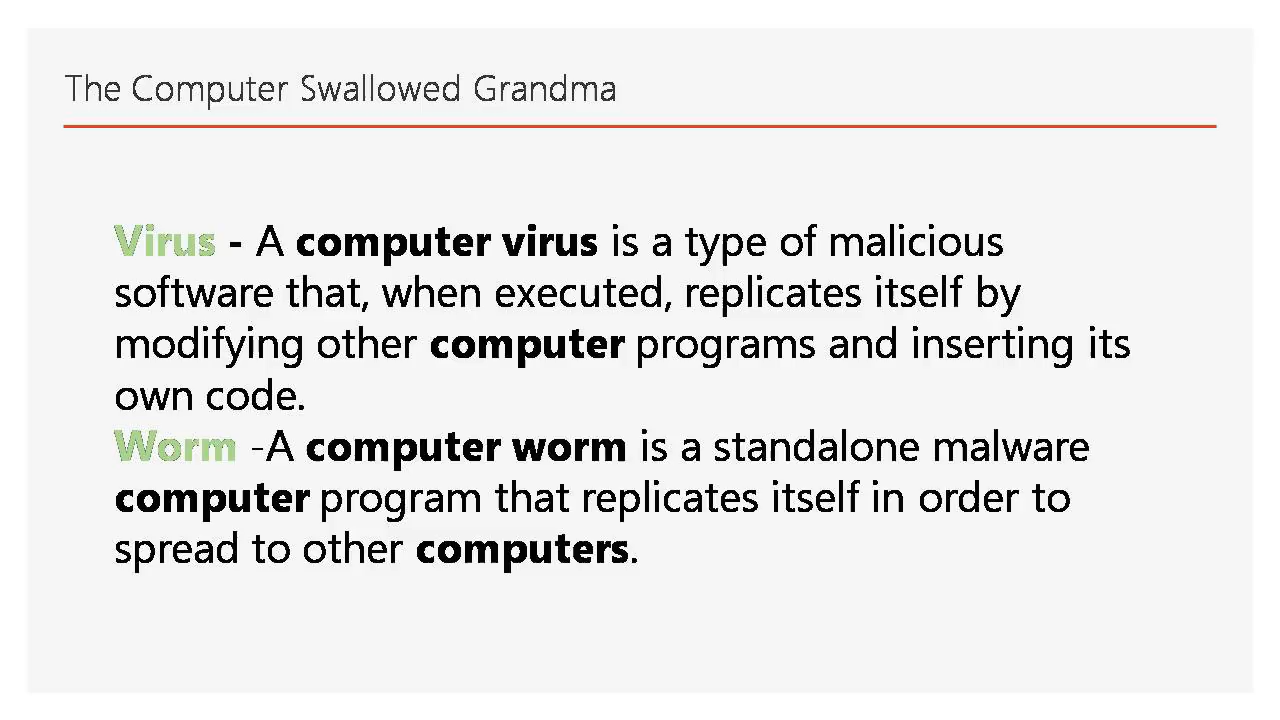 The Computer Swallowed Grandma
Virus - A computer virus is a type of malicious
software that, when executed, replicates itself by
modifying other computer programs and inserting its
own code.
Worm -A computer worm is a standalone malware
computer program that replicates itself in order to
spread to other computers.